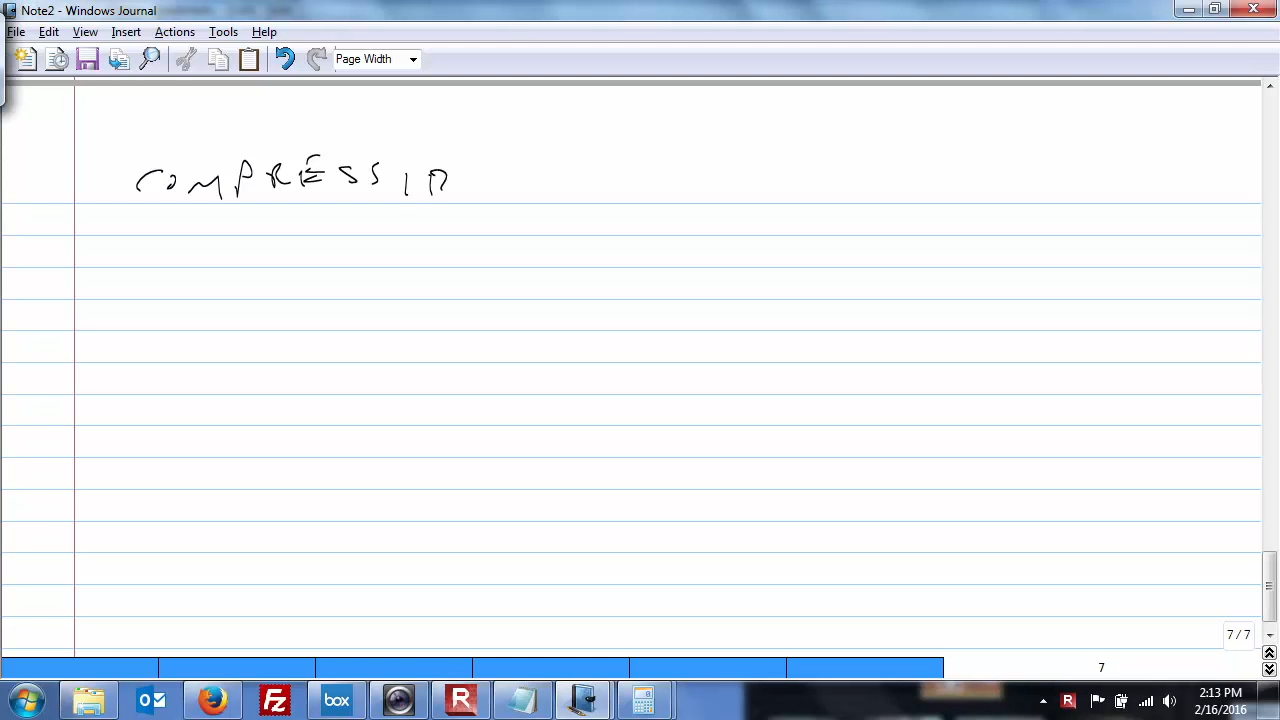 Note2 - Windows Journal
File Edit View Insert Actions Tools Help
Page Width
COMPRESSIO
7 / 7
7
box
2:13 PM
2/16/2016